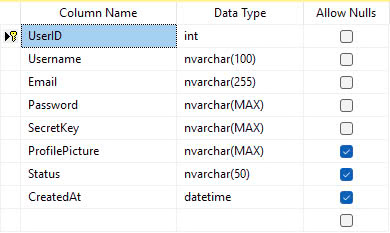 Column Name Data Type Allow Nulls
UserID int
Username nvarchar(100)
Email nvarchar(255)
Password nvarchar(MAX)
SecretKey nvarchar(MAX)
ProfilePicture nvarchar(MAX)
Status nvarchar(50)
CreatedAt datetime